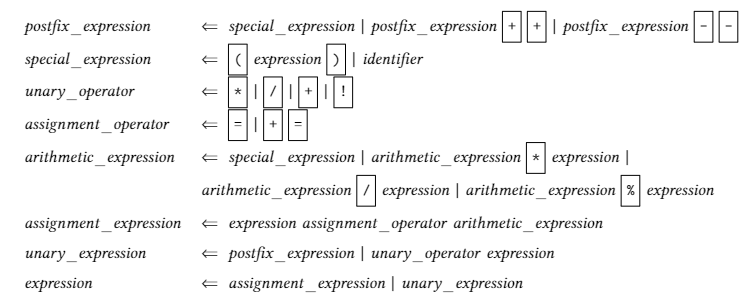 postfix_expression ⇐ special_expression | postfix_expression + + | postfix_expression - -
special_expression ⇐ ( expression ) | identifier
unary_operator ⇐ * | / | + | !
assignment_operator ⇐ = | + =
arithmetic_expression ⇐ special_expression | arithmetic_expression * expression |
arithmetic_expression / expression | arithmetic_expression % expression
assignment_expression ⇐ expression assignment_operator arithmetic_expression
unary_expression ⇐ postfix_expression | unary_operator expression
expression ⇐ assignment_expression | unary_expression